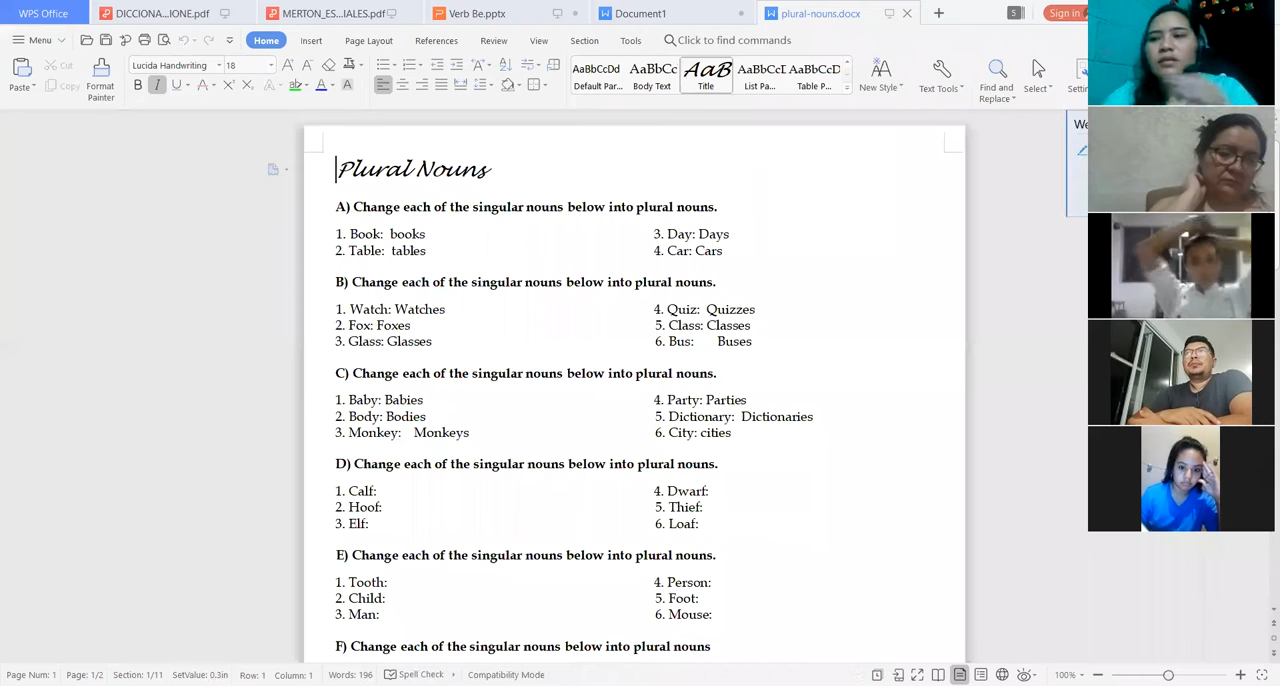 WPS Office DICCIONA...IONE.pdf MERTON_ES...IALES.pdf Verb Be.pptx Document1 plural-nouns.docx + S Sign in
Menu Home Insert Page Layout References Review View Section Tools Click to find commands
Paste Cut Copy Format Painter Lucida Handwriting 18
B I U A X² X₂ A A A
AaBbCcDd AaBbCc AaB AaBbCcI AaBbCcD
Default Par... Body Text Title List Pa... Table P... New Style Text Tools Find and Replace Select Settin
We
Plural Nouns
A) Change each of the singular nouns below into plural nouns.
1. Book: books 3. Day: Days
2. Table: tables 4. Car: Cars
B) Change each of the singular nouns below into plural nouns.
1. Watch: Watches 4. Quiz: Quizzes
2. Fox: Foxes 5. Class: Classes
3. Glass: Glasses 6. Bus: Buses
C) Change each of the singular nouns below into plural nouns.
1. Baby: Babies 4. Party: Parties
2. Body: Bodies 5. Dictionary: Dictionaries
3. Monkey: Monkeys 6. City: cities
D) Change each of the singular nouns below into plural nouns.
1. Calf: 4. Dwarf:
2. Hoof: 5. Thief:
3. Elf: 6. Loaf:
E) Change each of the singular nouns below into plural nouns.
1. Tooth: 4. Person:
2. Child: 5. Foot:
3. Man: 6. Mouse:
F) Change each of the singular nouns below into plural nouns
Page Num: 1 Page: 1/2 Section: 1/11 SetValue: 0.3in Row: 1 Column: 1 Words: 196 Spell Check Compatibility Mode 100%